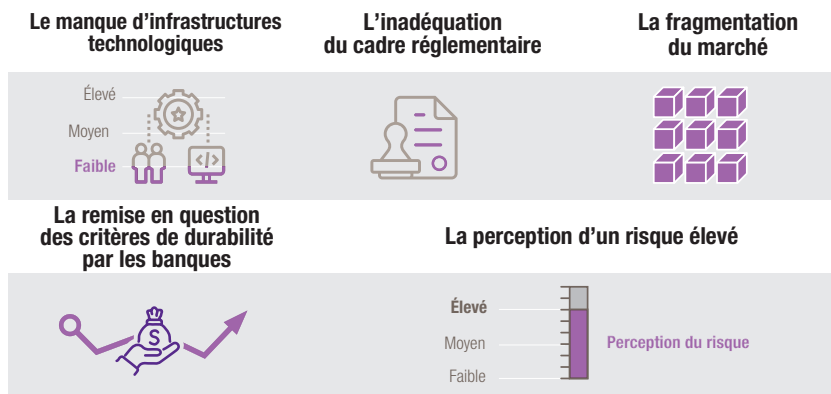 Le manque d'infrastructures
technologiques
L'inadéquation
du cadre réglementaire
La fragmentation
du marché
Élevé
Moyen
Faible
</>
La remise en question
des critères de durabilité
par les banques
La perception d'un risque élevé
S
Élevé
Moyen
Faible
Perception du risque